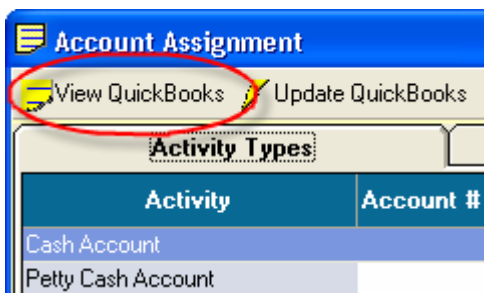 Account Assignment
View QuickBooks Update QuickBooks
Activity Types
Activity Account #
Cash Account
Petty Cash Account